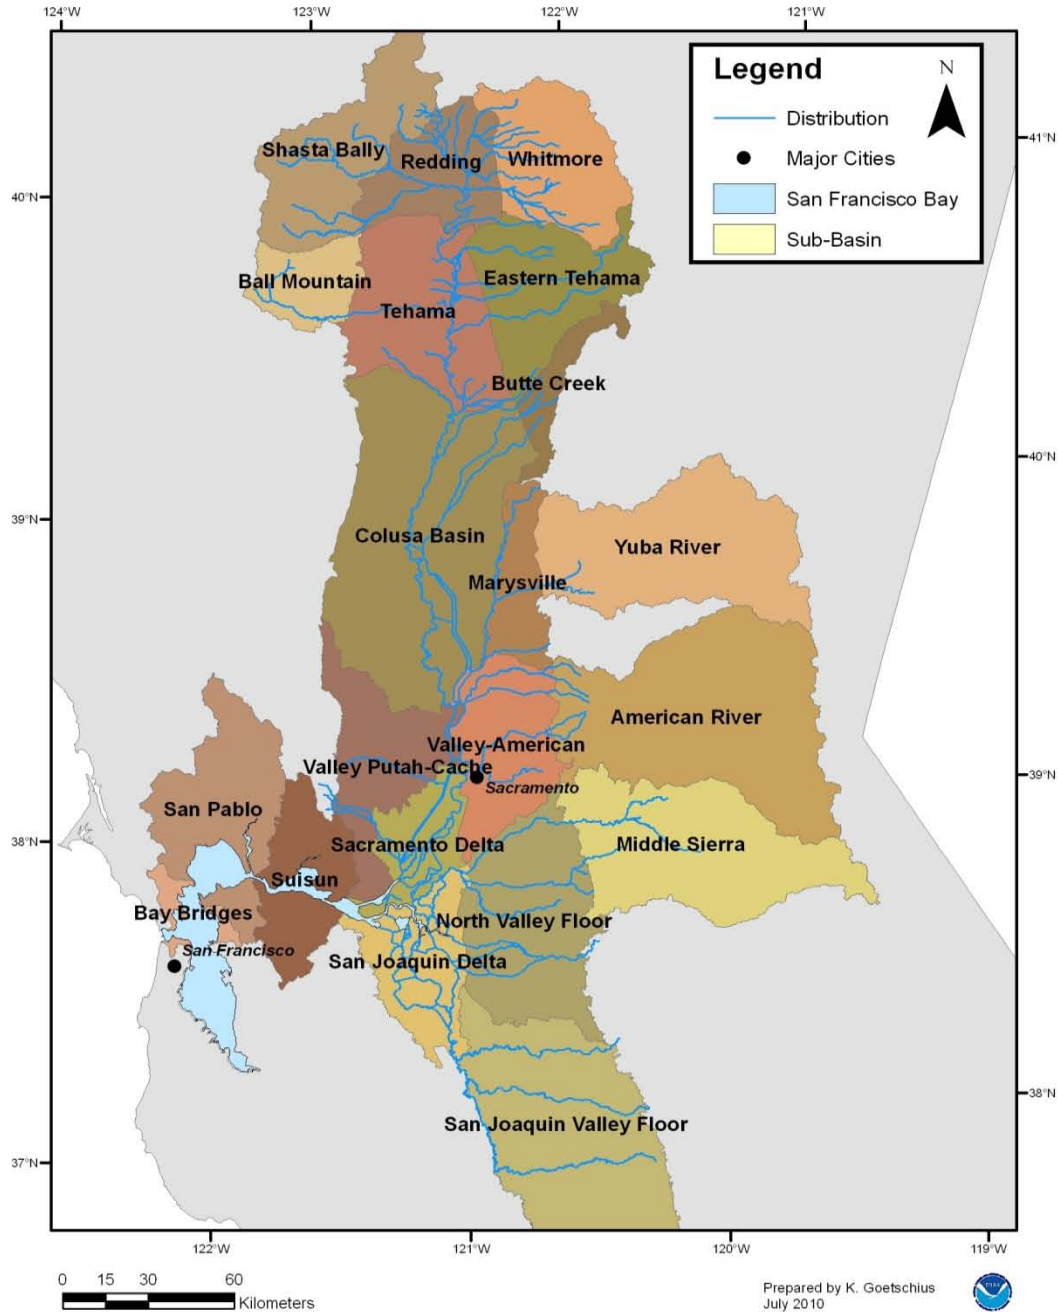 124°W 123°W 122°W 121°W
Legend
N
Distribution
Major Cities
San Francisco Bay
Sub-Basin
41°N
Shasta Bally
Redding
Whitmore
40°N
Ball Mountain
Eastern Tehama
Tehama
Butte Creek
40°N
39°N
Colusa Basin
Yuba River
Marysville
American River
Valley-American
Valley Putah-Cache
39°N
Sacramento
San Pablo
38°N
Sacramento Delta
Middle Sierra
Suisun
Bay Bridges
North Valley Floor
San Francisco
San Joaquin Delta
38°N
San Joaquin Valley Floor
37°N
122°W 121°W 120°W 119°W
0 15 30 60
Kilometers
Prepared by K. Goetschius
July 2010